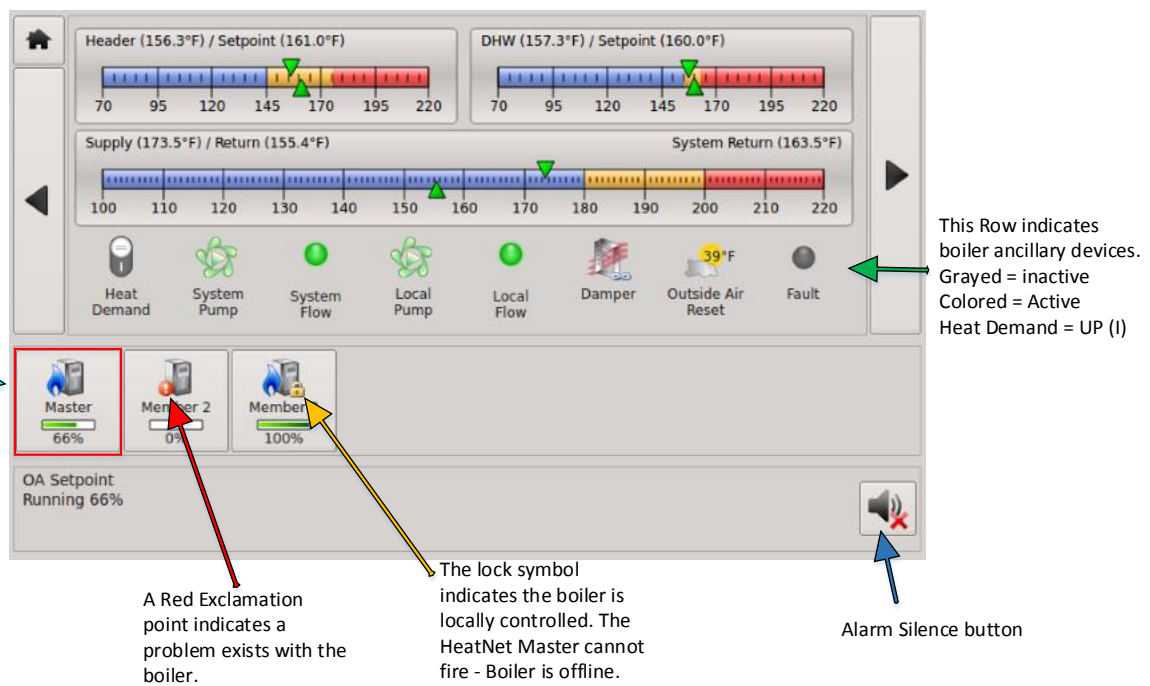 Header (156.3°F) / Setpoint (161.0°F)
DHW (157.3°F) / Setpoint (160.0°F)
70 95 120 145 170 195 220
70 95 120 145 170 195 220
Supply (173.5°F) / Return (155.4°F)
System Return (163.5°F)
100 110 120 130 140 150 160 170 180 190 200 210 220
39°F
Heat Demand
System Pump
System Flow
Local Pump
Local Flow
Damper
Outside Air Reset
Fault
This Row indicates
boiler ancillary devices.
Grayed = inactive
Colored = Active
Heat Demand = UP (I)
Master
66%
Member 2
0%
Member
100%
OA Setpoint
Running 66%
A Red Exclamation
point indicates a
problem exists with the
boiler.
The lock symbol
indicates the boiler is
locally controlled. The
HeatNet Master cannot
fire - Boiler is offline.
Alarm Silence button